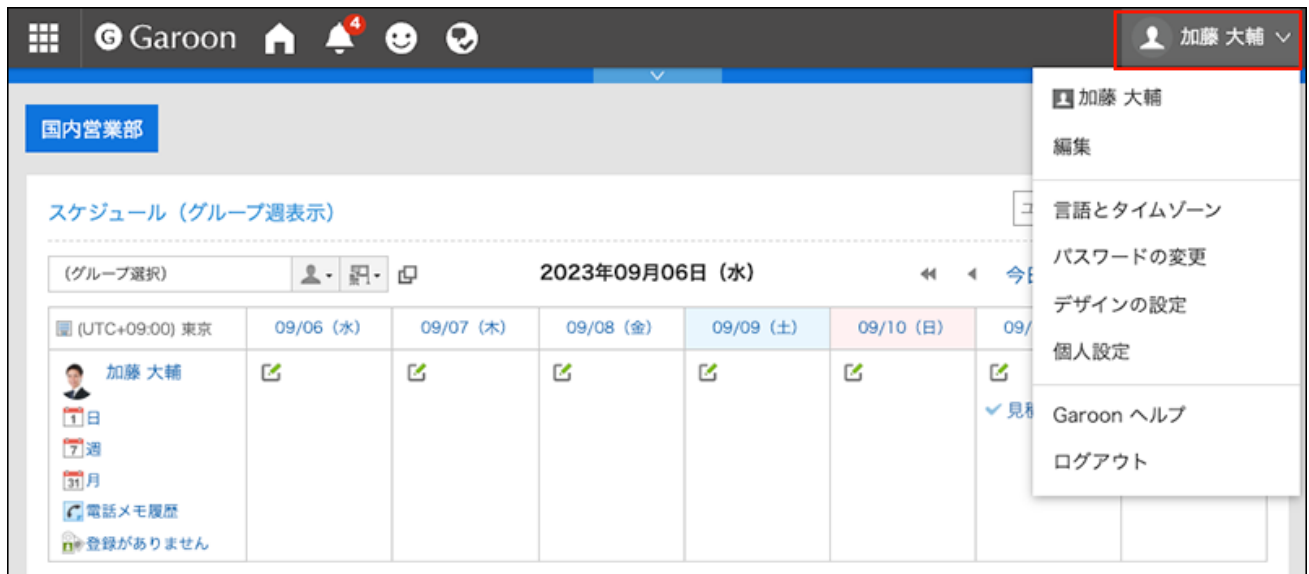 G Garoon 4 加藤 大輔
国内営業部
スケジュール（グループ週表示）
（グループ選択） 2023年09月06日（水） 今日
(UTC+09:00) 東京 09/06（水） 09/07（木） 09/08（金） 09/09（土） 09/10（日） 09/
加藤 大輔
1 日
7 週
31 月
電話メモ履歴
登録がありません
見積
加藤 大輔
編集
言語とタイムゾーン
パスワードの変更
デザインの設定
個人設定
Garoon ヘルプ
ログアウト